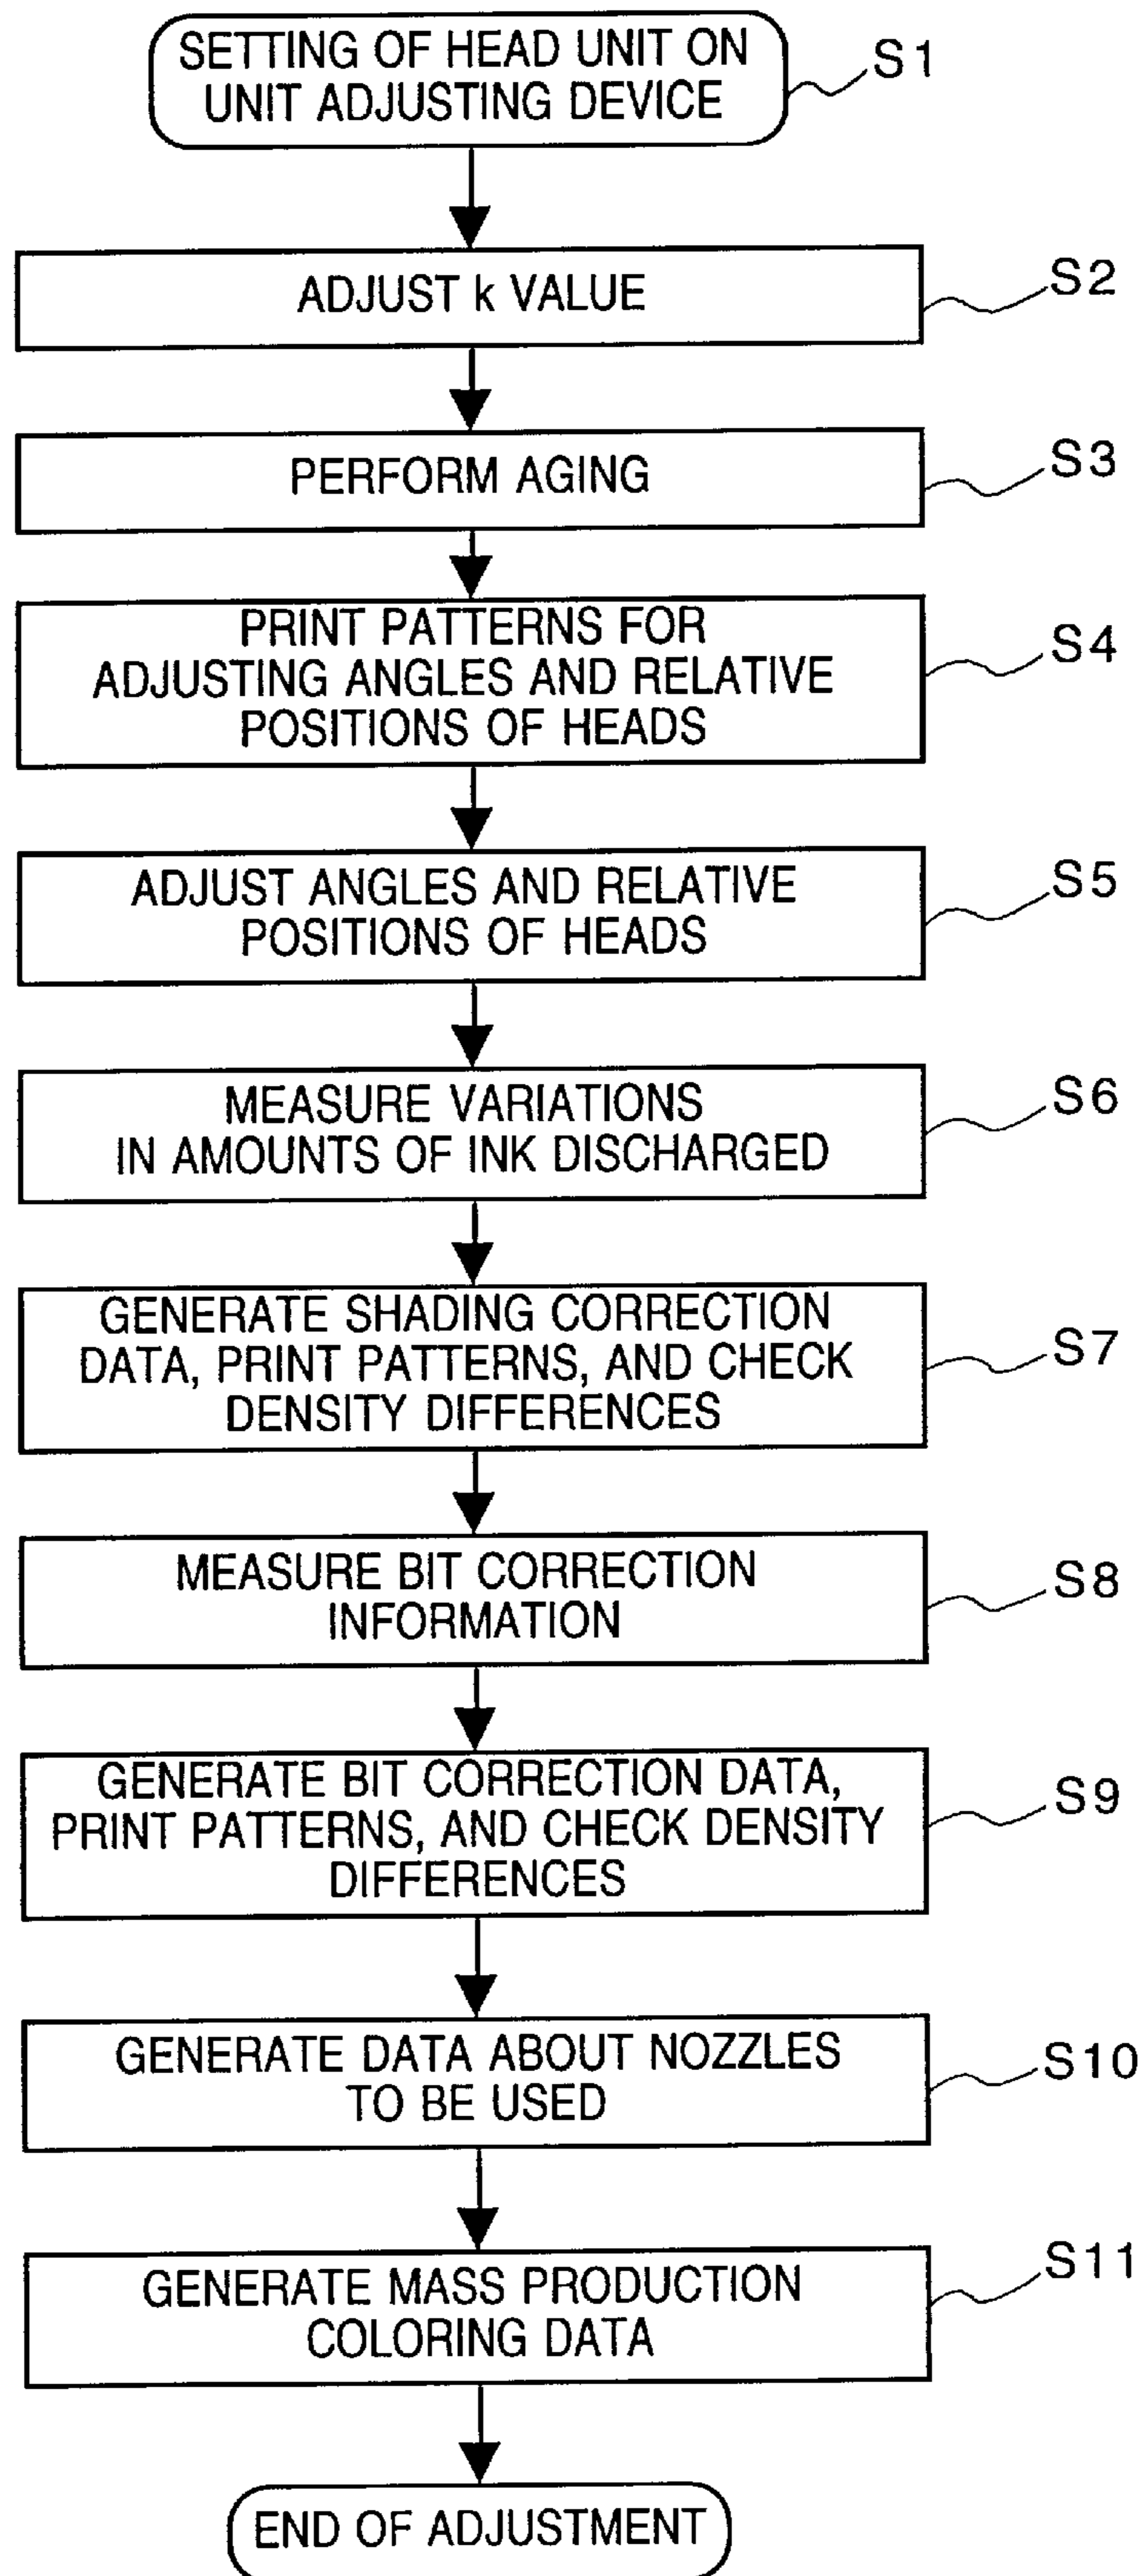 SETTING OF HEAD UNIT ON
UNIT ADJUSTING DEVICE
S1
ADJUST k VALUE
S2
PERFORM AGING
S3
PRINT PATTERNS FOR
ADJUSTING ANGLES AND RELATIVE
POSITIONS OF HEADS
S4
ADJUST ANGLES AND RELATIVE
POSITIONS OF HEADS
S5
MEASURE VARIATIONS
IN AMOUNTS OF INK DISCHARGED
S6
GENERATE SHADING CORRECTION
DATA, PRINT PATTERNS, AND CHECK
DENSITY DIFFERENCES
S7
MEASURE BIT CORRECTION
INFORMATION
S8
GENERATE BIT CORRECTION DATA,
PRINT PATTERNS, AND CHECK DENSITY
DIFFERENCES
S9
GENERATE DATA ABOUT NOZZLES
TO BE USED
S10
GENERATE MASS PRODUCTION
COLORING DATA
S11
END OF ADJUSTMENT